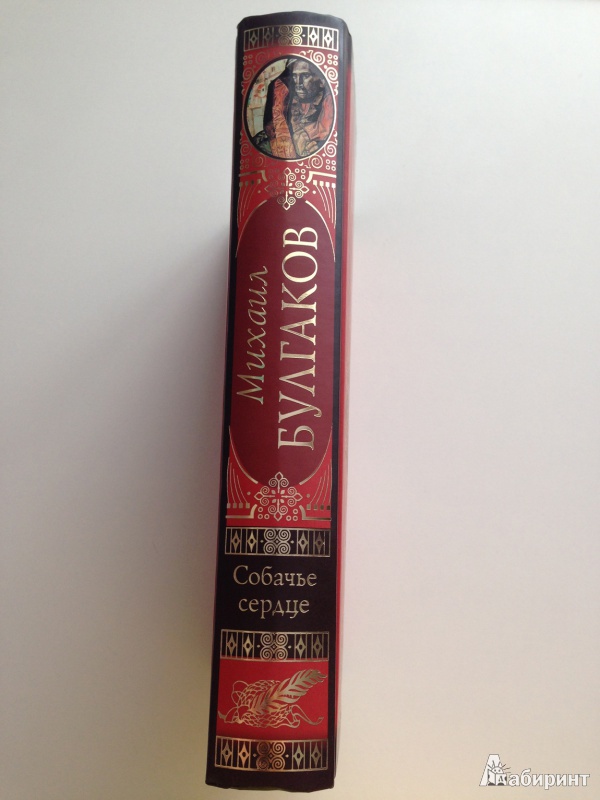 Михаил
БУЛГАКОВ
Собачье
сердце
Лабиринт